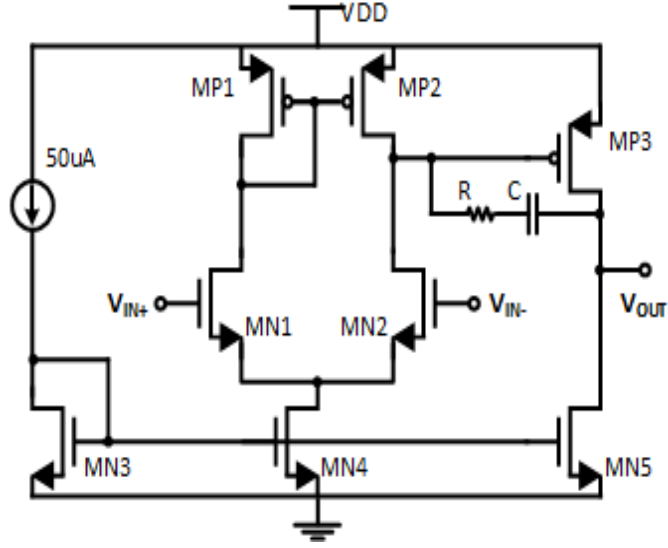 VDD
MP1
MP2
MP3
50uA
R
C
VIN+
MN1
MN2
VIN-
VOUT
MN3
MN4
MN5